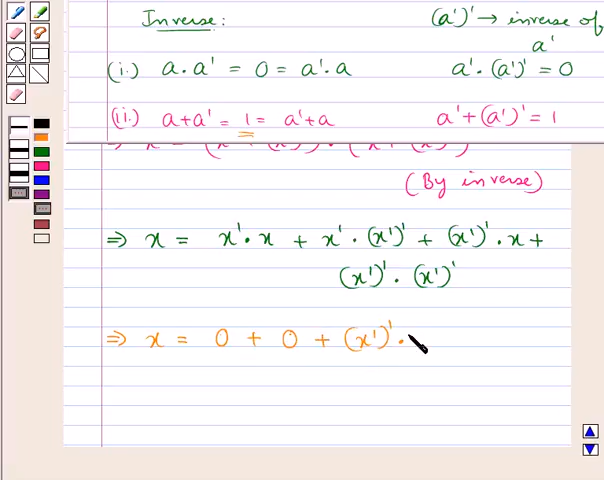 Inverse:
(a')' → inverse of a'
(i.) a · a' = 0 = a' · a
a' · (a')' = 0
(ii.) a + a' = 1 = a' + a
a' + (a')' = 1
(By inverse)
⇒ x = x' · x + x' · (x')' + (x')' · x +
(x')' · (x')'
⇒ x = 0 + 0 + (x')' ·